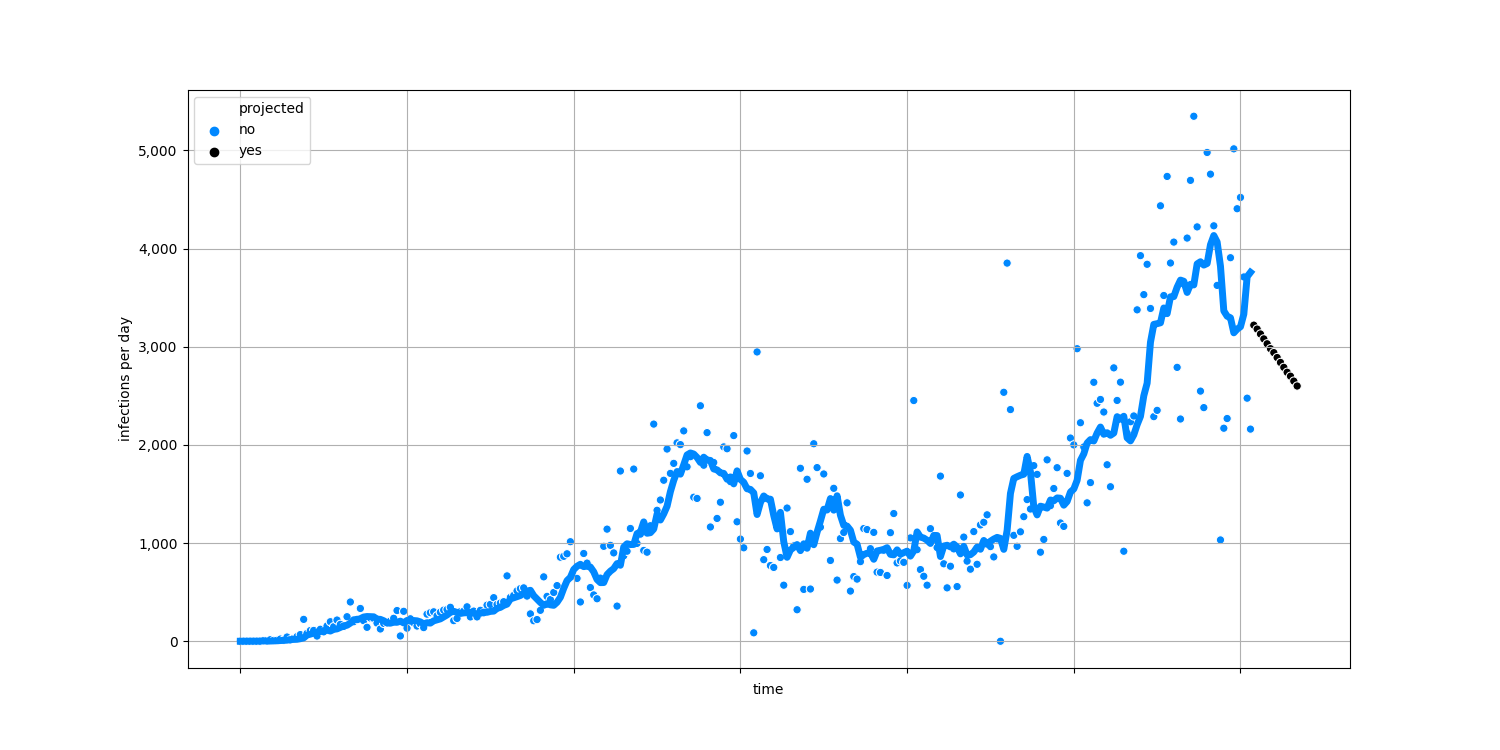 projected
no
yes
5,000
4,000
3,000
2,000
1,000
0
infections per day
time